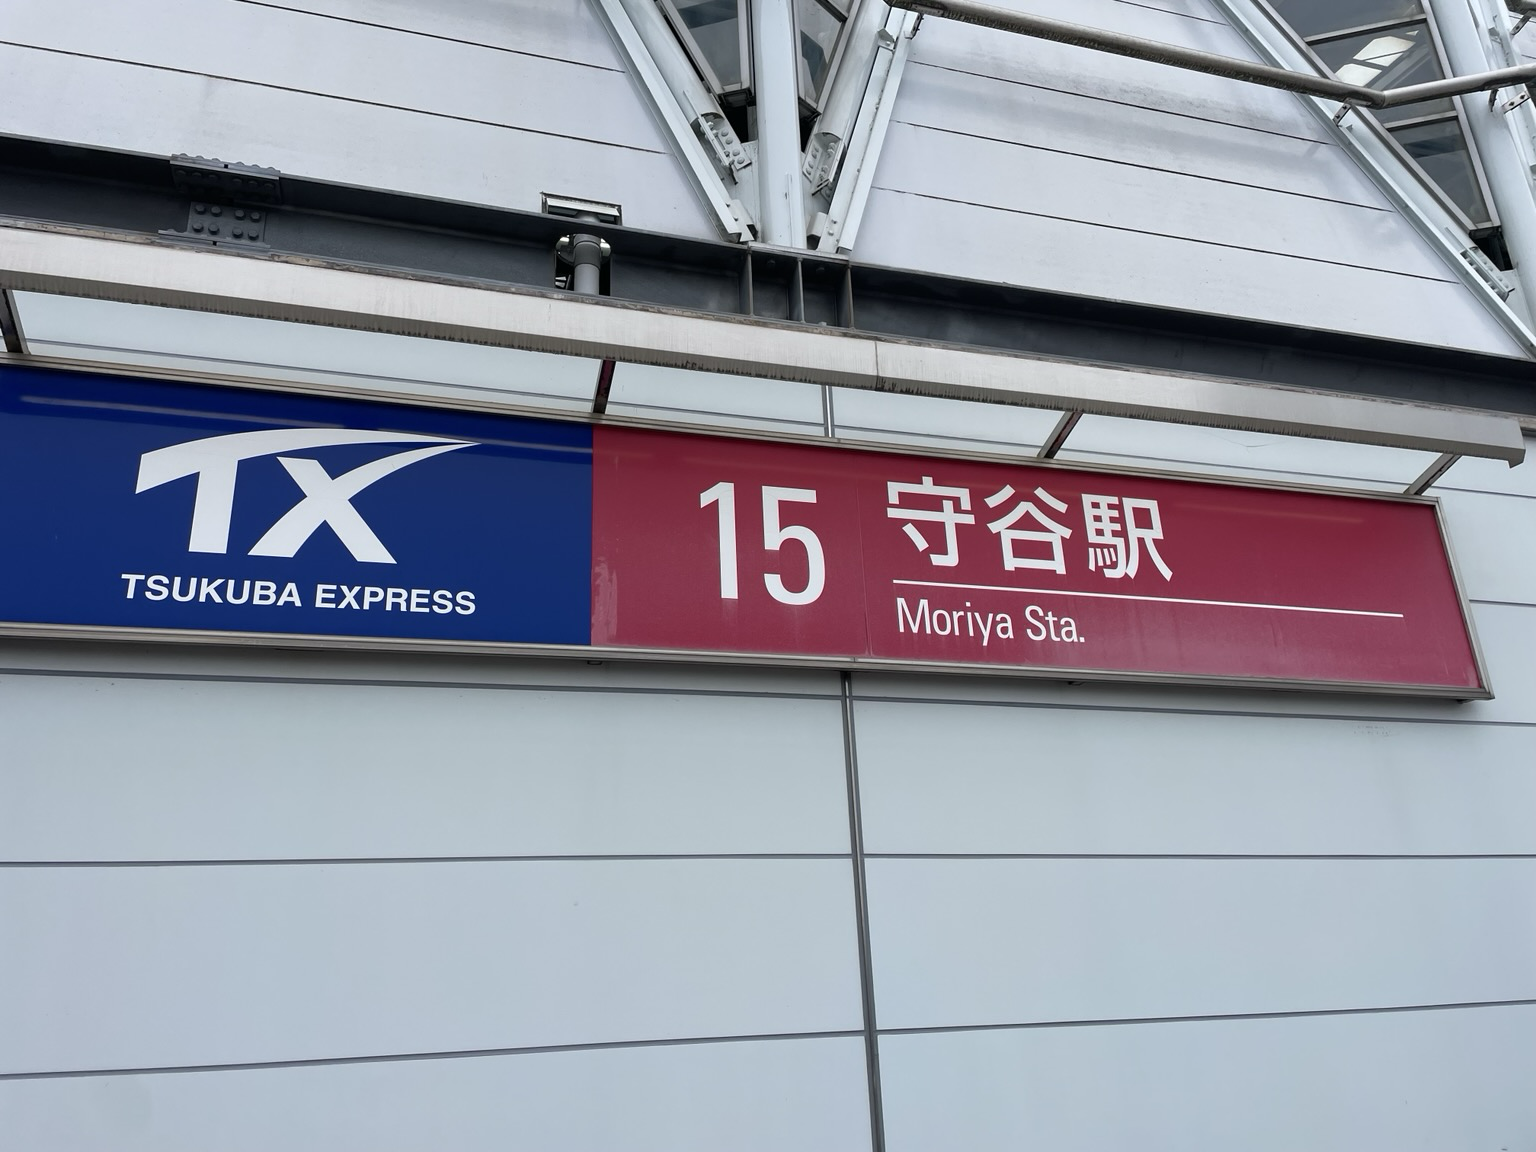 TX
TSUKUBA EXPRESS
15
守谷駅
Moriya Sta.